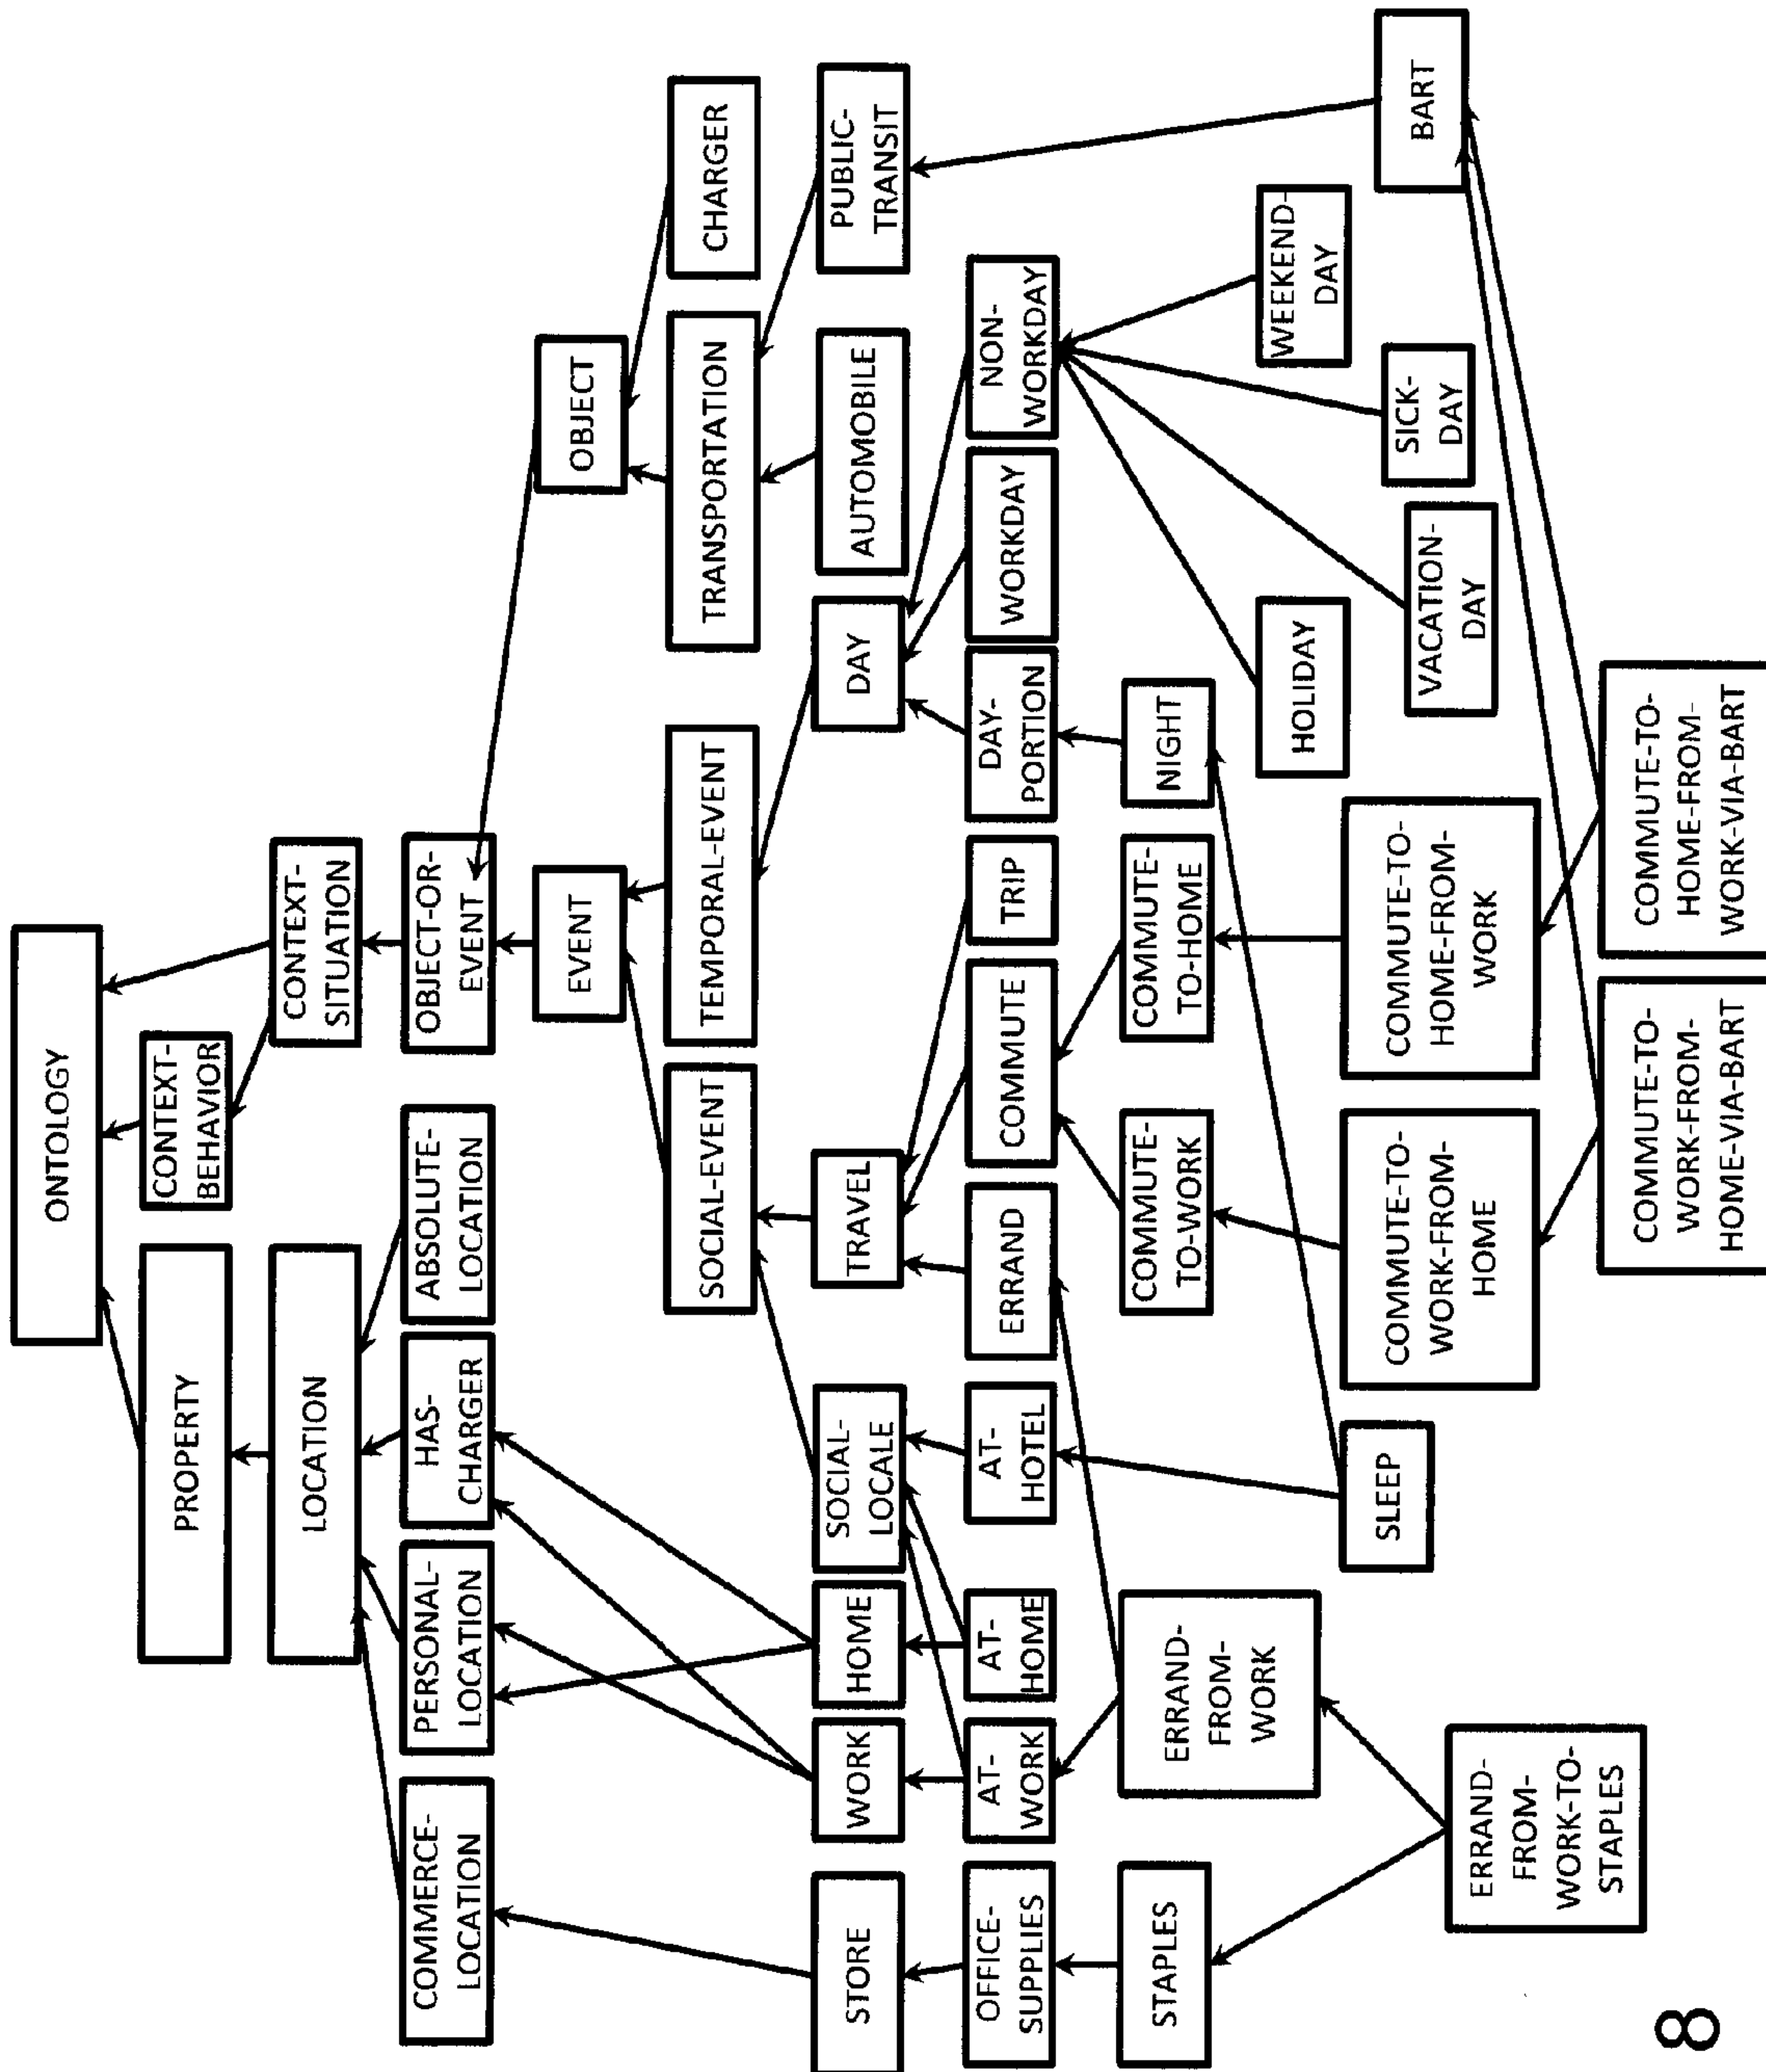 ONTOLOGY
PROPERTY
CONTEXT-
BEHAVIOR
LOCATION
CONTEXT-
SITUATION
COMMERCE-
LOCATION
PERSONAL-
LOCATION
HAS-
CHARGER
ABSOLUTE-
LOCATION
OBJECT-OR-
EVENT
EVENT
OBJECT
SOCIAL-EVENT
TEMPORAL-EVENT
TRANSPORTATION
CHARGER
STORE
WORK
HOME
SOCIAL-
LOCALE
TRAVEL
DAY
AUTOMOBILE
PUBLIC-
TRANSIT
OFFICE-
SUPPLIES
AT-
WORK
AT-
HOME
AT-
HOTEL
ERRAND
COMMUTE
TRIP
DAY-
PORTION
WORKDAY
NON-
WORKDAY
STAPLES
ERRAND-
FROM-
WORK
COMMUTE-
TO-WORK
COMMUTE-
TO-HOME
NIGHT
HOLIDAY
WEEKEND-
DAY
SLEEP
COMMUTE-TO-
WORK-FROM-
HOME
COMMUTE-TO-
HOME-FROM-
WORK
VACATION-
DAY
SICK-
DAY
BART
ERRAND-
FROM-
WORK-TO-
STAPLES
COMMUTE-TO-
WORK-FROM-
HOME-VIA-BART
COMMUTE-TO-
HOME-FROM-
WORK-VIA-BART
8